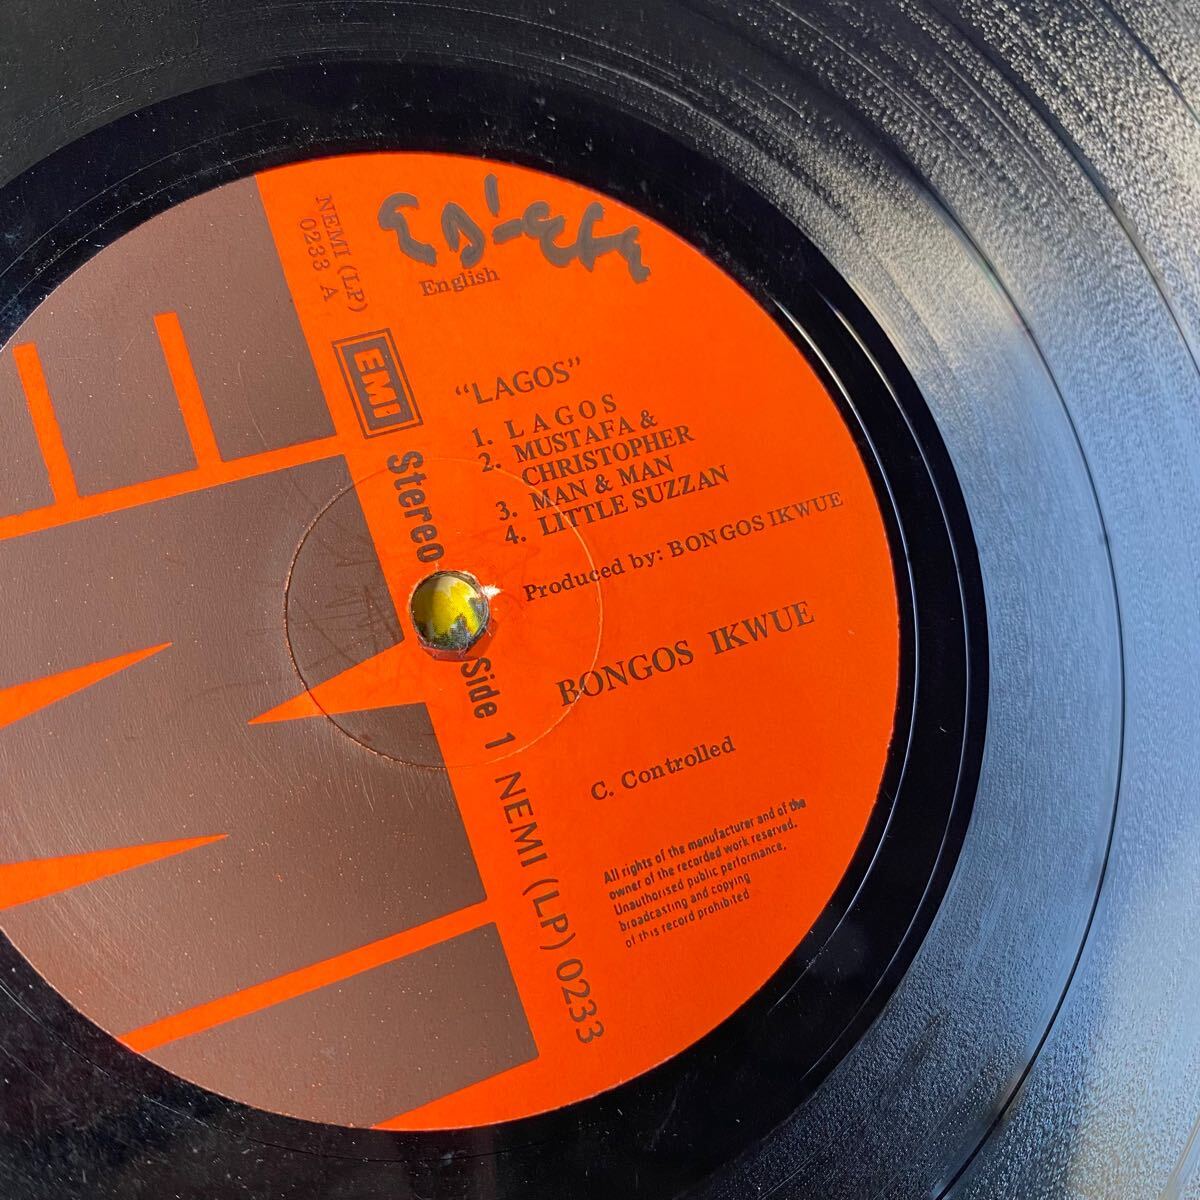 NEMI (LP)
0233 A
English
EMI
"LAGOS"
1. LAGOS
2. MUSTAFA &
CHRISTOPHER
3. MAN & MAN
4. LITTLE SUZZAN
Stereo
Produced by: BONGOS IKWUE
BONGOS IKWUE
Side 1
NEMI (LP) 0233
C. Controlled
All rights of the manufacturer and of the
owner of the recorded work reserved.
Unauthorised public performance,
broadcasting and copying
of this record prohibited